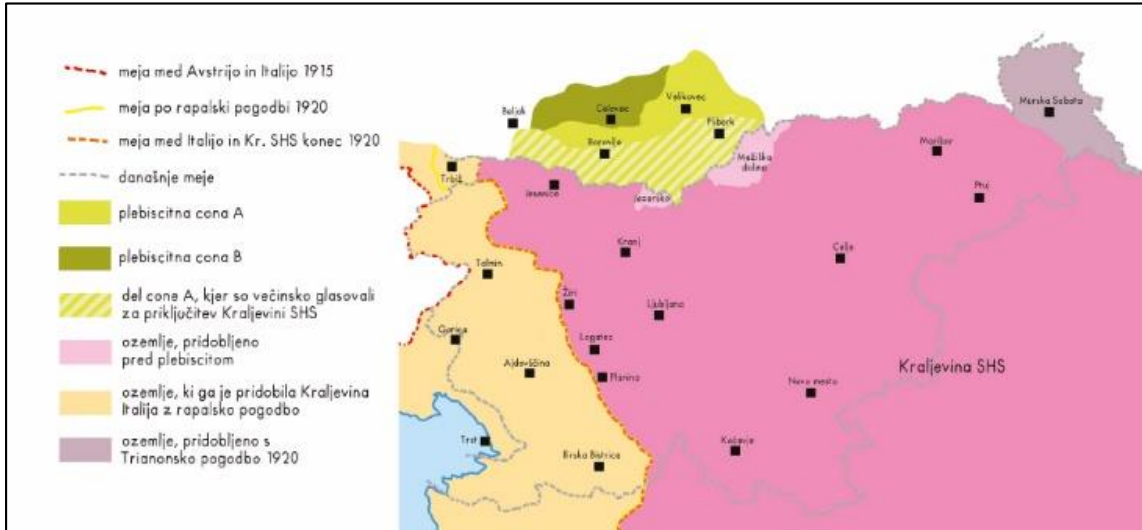 meja med Avstrijo in Italijo 1915
meja po rapalski pogodbi 1920
meja med Italijo in Kr. SHS konec 1920
današnje meje
plebiscitna cona A
plebiscitna cona B
del cone A, kjer so večinsko glasovali
za priključitev Kraljevini SHS
ozemlje, pridobljeno
pred plebiscitom
ozemlje, ki ga je pridobila Kraljevina
Italija z rapalsko pogodbo
ozemlje, pridobljeno s
Trianonsko pogodbo 1920
Beljak
Celovec
Velikovec
Pliberk
Borovlje
Mežiška
dolina
Murska Sobota
Maribor
Trbiž
Jesenice
Jezersko
Ptuj
Kranj
Celje
Tolmin
Žiri
Ljubljana
Gorica
Logatec
Ajdovščina
Planina
Kraljevina SHS
Novo mesto
Trst
Kočevje
Ilirska Bistrica